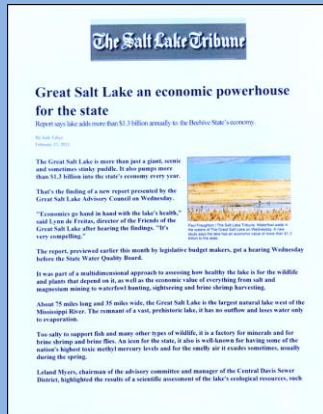 The Salt Lake Tribune
Great Salt Lake an economic powerhouse
for the state
Report says lake adds more than $1.3 billion annually to the Beehive State's economy.
February 23, 2012
The Great Salt Lake is more than just a giant, scenic
and sometimes stinky puddle. It also pumps
more than $1.3 billion into the state's economy every year.
That's the finding of a new report presented by the
Great Salt Lake Advisory Council on Wednesday.
"Economics go hand in hand with the lake's health,"
said Lynn de Freitas, director of the Friends of the
Great Salt Lake after hearing the findings. "It's
very compelling."
The report, previewed earlier this month by legislative budget makers, got a hearing Wednesday
before the State Water Quality Board.
It was part of a multidimensional approach to assessing how healthy the lake is for the wildlife
and plants that depend on it, as well as the economic value of everything from salt and
magnesium mining to waterfowl hunting, sightseeing and brine shrimp harvesting.
About 75 miles long and 35 miles wide, the Great Salt Lake is the largest natural lake west of the
Mississippi River. The remnant of a vast, prehistoric lake, it has no outflow and loses water only
to evaporation.
Too salty to support fish and many other types of wildlife, it is a factory for minerals and for
brine shrimp and brine flies. An icon for the state, it also is well-known for having some of the
nation's highest toxic methyl mercury levels and for the smelly air it exudes sometimes, usually
during the spring.
Leland Myers, chairman of the advisory committee and manager of the Central Davis Sewer
District, highlighted the results of a scientific assessment of the lake's ecological resources, such